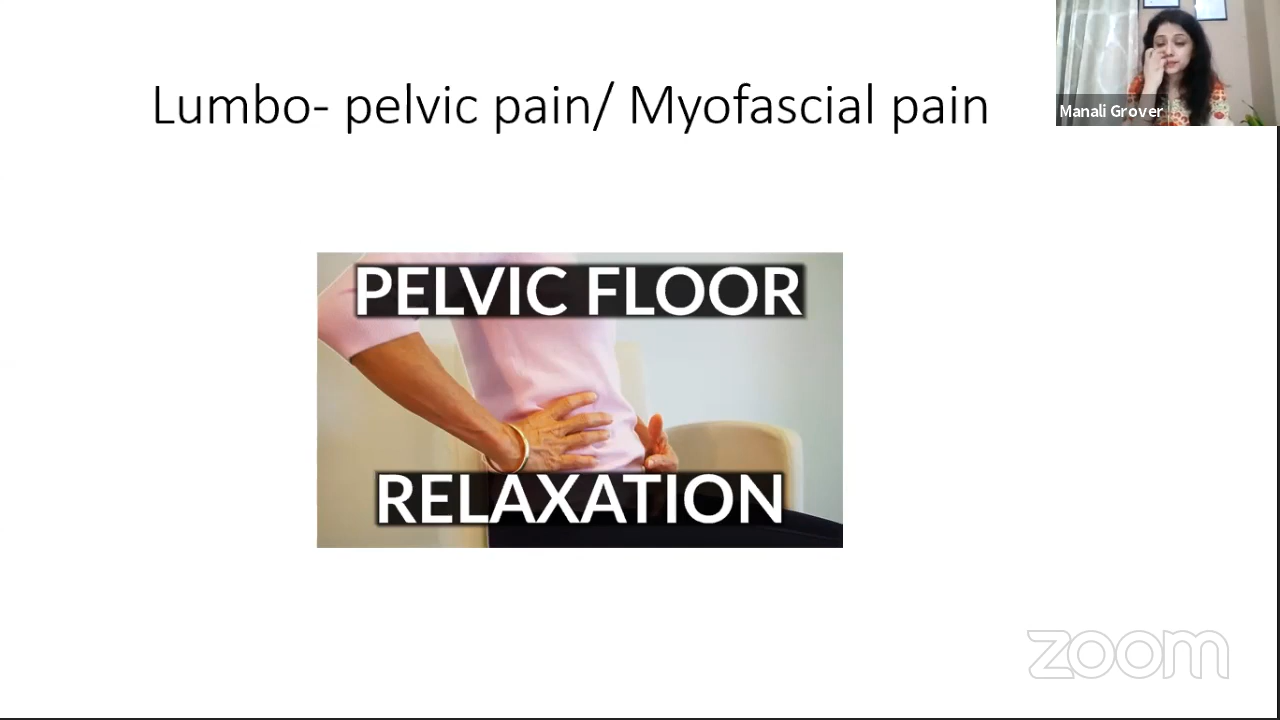 Lumbo- pelvic pain/ Myofascial pain
Manali Grover
PELVIC FLOOR
RELAXATION
zoom